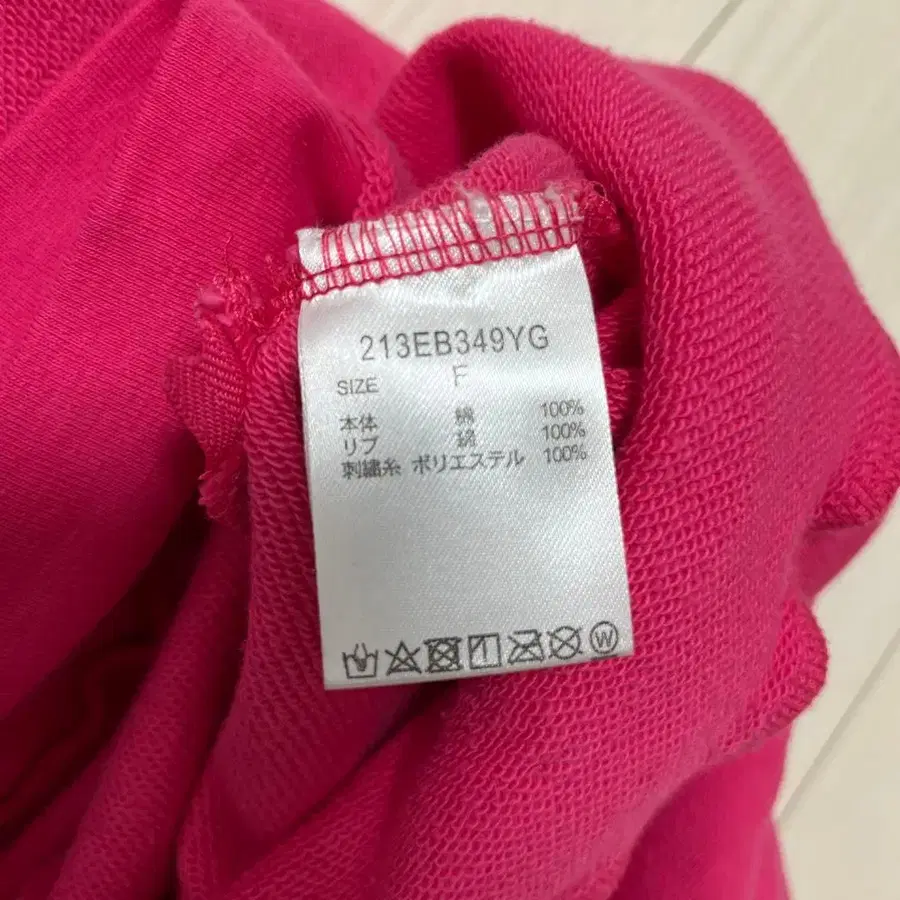 213EB349YG
SIZE F
本体 綿 100%
リブ 綿 100%
刺繍糸 ポリエステル 100%
W